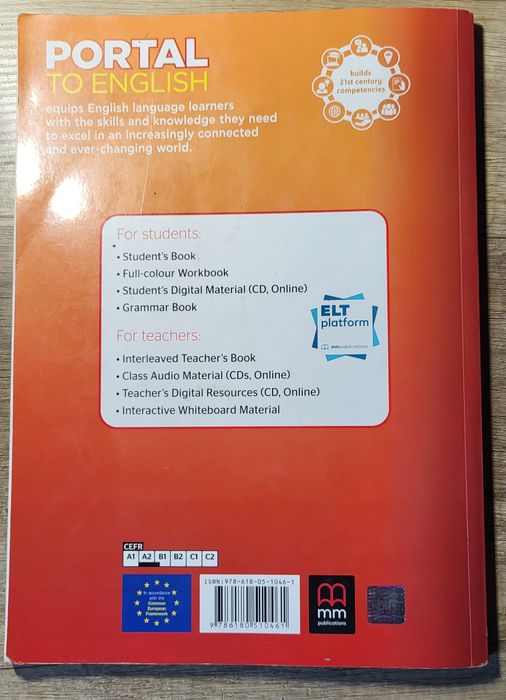 PORTAL
TO ENGLISH
equips English language learners
with the skills and knowledge they need
to excel in an increasingly connected
and ever-changing world.
builds
21st century
competencies
For students:
• Student's Book
• Full-colour Workbook
• Student's Digital Material (CD, Online)
• Grammar Book
ELT
platform
mmpublications
For teachers:
• Interleaved Teacher's Book
• Class Audio Material (CDs, Online)
• Teacher's Digital Resources (CD, Online)
• Interactive Whiteboard Material
CEFR
A1 A2 B1 B2 C1 C2
In accordance
with the
Common
European
Framework
ISBN: 978-618-05-1046-1
9 786180 510461
mm
publications